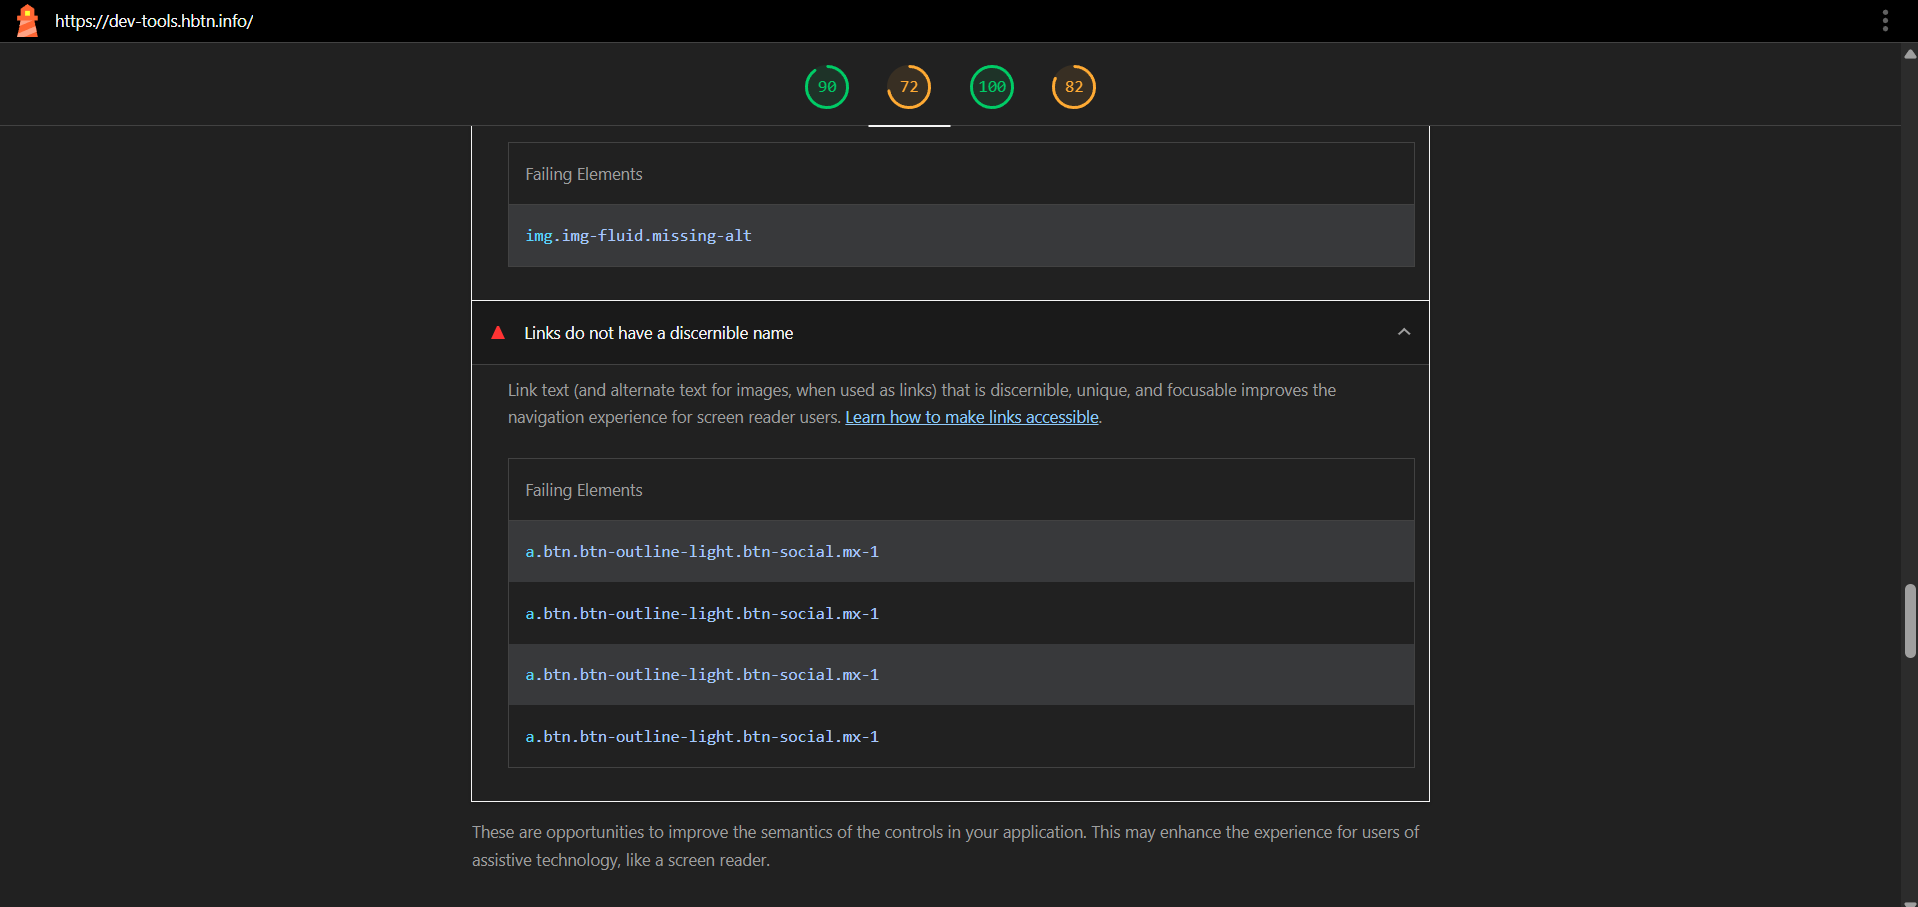 https://dev-tools.hbtn.info/
90 72 100 82
Failing Elements
img.img-fluid.missing-alt
Links do not have a discernible name
Link text (and alternate text for images, when used as links) that is discernible, unique, and focusable improves the
navigation experience for screen reader users. Learn how to make links accessible.
Failing Elements
a.btn.btn-outline-light.btn-social.mx-1
a.btn.btn-outline-light.btn-social.mx-1
a.btn.btn-outline-light.btn-social.mx-1
a.btn.btn-outline-light.btn-social.mx-1
These are opportunities to improve the semantics of the controls in your application. This may enhance the experience for users of
assistive technology, like a screen reader.